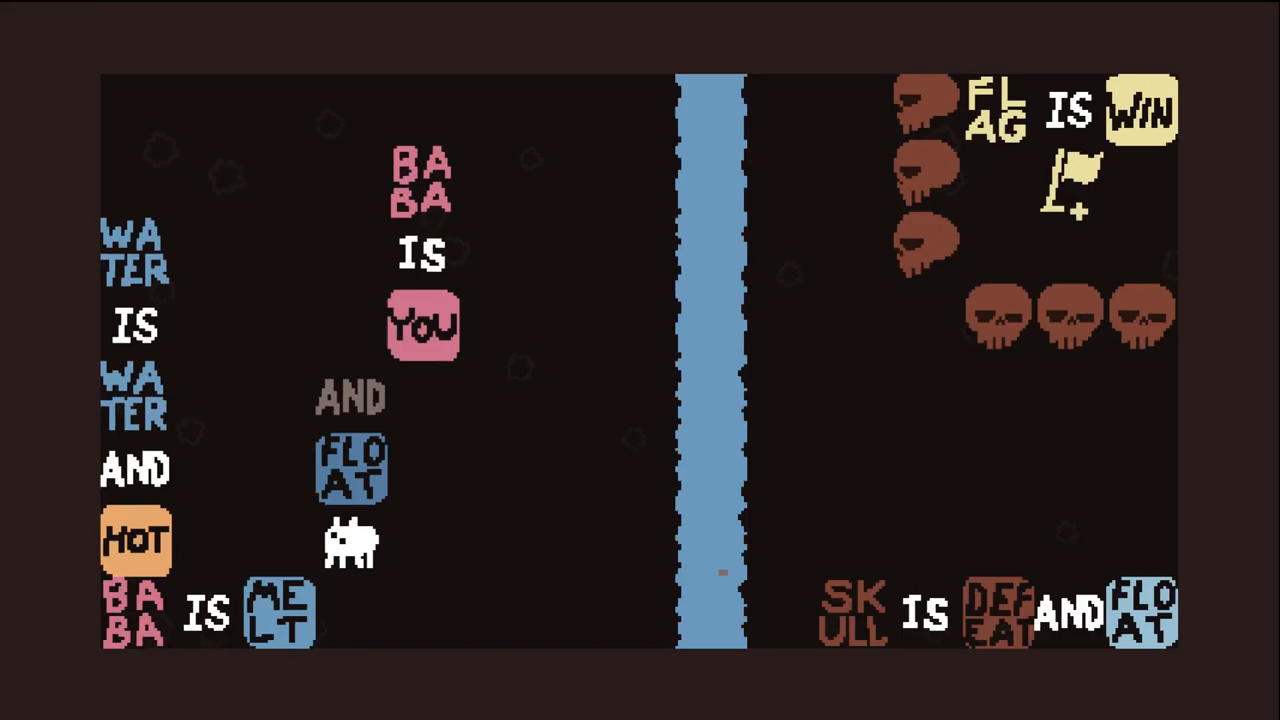 FLAG IS WIN
BABA
IS
YOU
WATER
IS
WATER
AND
HOT
AND
FLOAT
BABA IS MELT
SKULL IS DEFEAT AND FLOAT